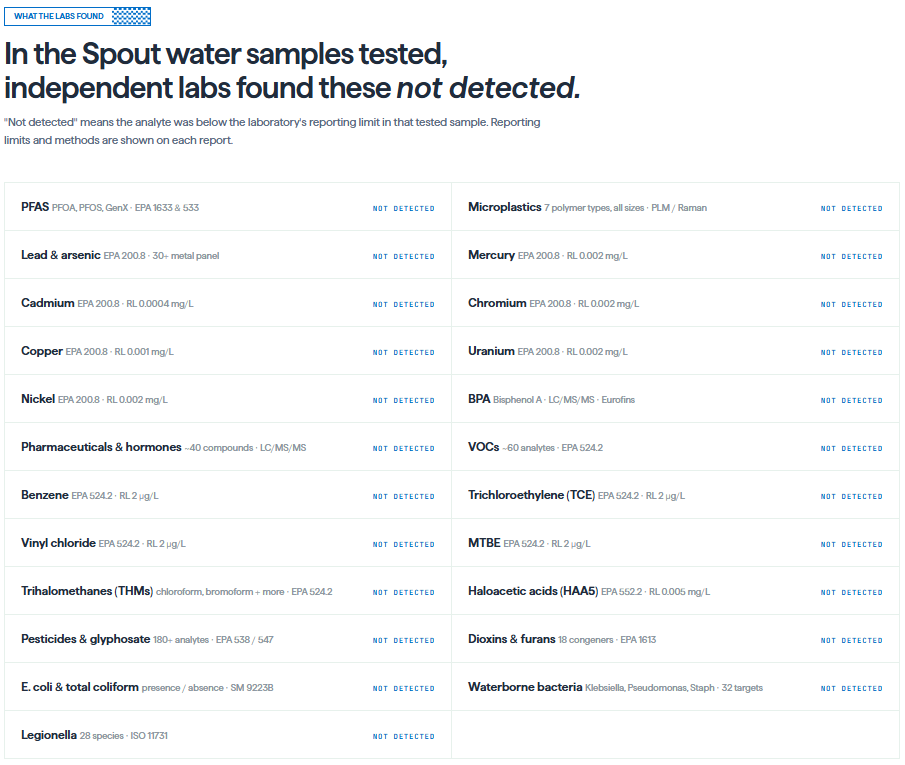 WHAT THE LABS FOUND
In the Spout water samples tested,
independent labs found these not detected.
"Not detected" means the analyte was below the laboratory's reporting limit in that tested sample. Reporting
limits and methods are shown on each report.
PFAS PFOA, PFOS, GenX · EPA 1633 & 533 NOT DETECTED
Microplastics 7 polymer types, all sizes · PLM / Raman NOT DETECTED
Lead & arsenic EPA 200.8 · 30+ metal panel NOT DETECTED
Mercury EPA 200.8 · RL 0.002 mg/L NOT DETECTED
Cadmium EPA 200.8 · RL 0.0004 mg/L NOT DETECTED
Chromium EPA 200.8 · RL 0.002 mg/L NOT DETECTED
Copper EPA 200.8 · RL 0.001 mg/L NOT DETECTED
Uranium EPA 200.8 · RL 0.002 mg/L NOT DETECTED
Nickel EPA 200.8 · RL 0.002 mg/L NOT DETECTED
BPA Bisphenol A · LC/MS/MS · Eurofins NOT DETECTED
Pharmaceuticals & hormones ~40 compounds · LC/MS/MS NOT DETECTED
VOCs ~60 analytes · EPA 524.2 NOT DETECTED
Benzene EPA 524.2 · RL 2 µg/L NOT DETECTED
Trichloroethylene (TCE) EPA 524.2 · RL 2 µg/L NOT DETECTED
Vinyl chloride EPA 524.2 · RL 2 µg/L NOT DETECTED
MTBE EPA 524.2 · RL 2 µg/L NOT DETECTED
Trihalomethanes (THMs) chloroform, bromoform + more · EPA 524.2 NOT DETECTED
Haloacetic acids (HAA5) EPA 552.2 · RL 0.005 mg/L NOT DETECTED
Pesticides & glyphosate 180+ analytes · EPA 538 / 547 NOT DETECTED
Dioxins & furans 18 congeners · EPA 1613 NOT DETECTED
E. coli & total coliform presence / absence · SM 9223B NOT DETECTED
Waterborne bacteria Klebsiella, Pseudomonas, Staph · 32 targets NOT DETECTED
Legionella 28 species · ISO 11731 NOT DETECTED